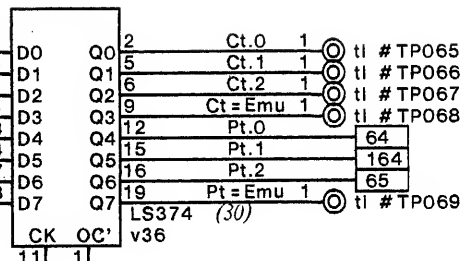 D0 Q0 2 Ct.0 1 tl #TP065
D1 Q1 5 Ct.1 1 tl #TP066
D2 Q2 6 Ct.2 1 tl #TP067
D3 Q3 9 Ct=Emu 1 tl #TP068
D4 Q4 12 Pt.0 64
D5 Q5 15 Pt.1 164
D6 Q6 16 Pt.2 65
D7 Q7 19 Pt=Emu 1 tl #TP069
LS374 (30)
CK OC' v36
11 1